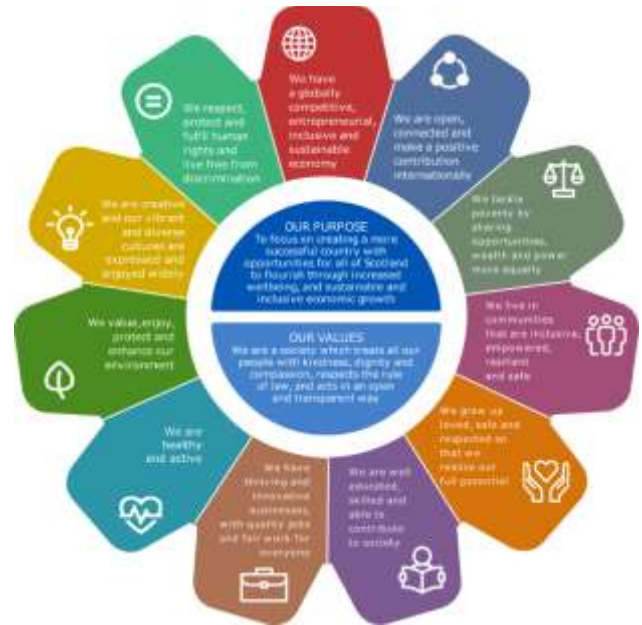 We have
a globally
competitive,
entrepreneurial,
inclusive and
sustainable
economy
We are open,
connected and
make a positive
contribution
internationally
We tackle
poverty by
sharing
opportunities,
wealth and power
more equally
We live in
communities
that are inclusive,
empowered,
resilient
and safe
We grow up
loved, safe and
respected so
that we
realise our
full potential
We are well
educated,
skilled and
able to
contribute
to society
We have
thriving and
innovative
businesses,
with quality jobs
and fair work for
everyone
We are
healthy
and active
We value, enjoy,
protect and
enhance our
environment
We are creative
and our vibrant
and diverse
cultures are
expressed and
enjoyed widely
We respect,
protect and
fulfil human
rights and
live free from
discrimination
OUR PURPOSE
To focus on creating a more
successful country with
opportunities for all of Scotland
to flourish through increased
wellbeing, and sustainable and
inclusive economic growth
OUR VALUES
We are a society which treats all our
people with kindness, dignity and
compassion, respects the rule
of law, and acts in an open
and transparent way